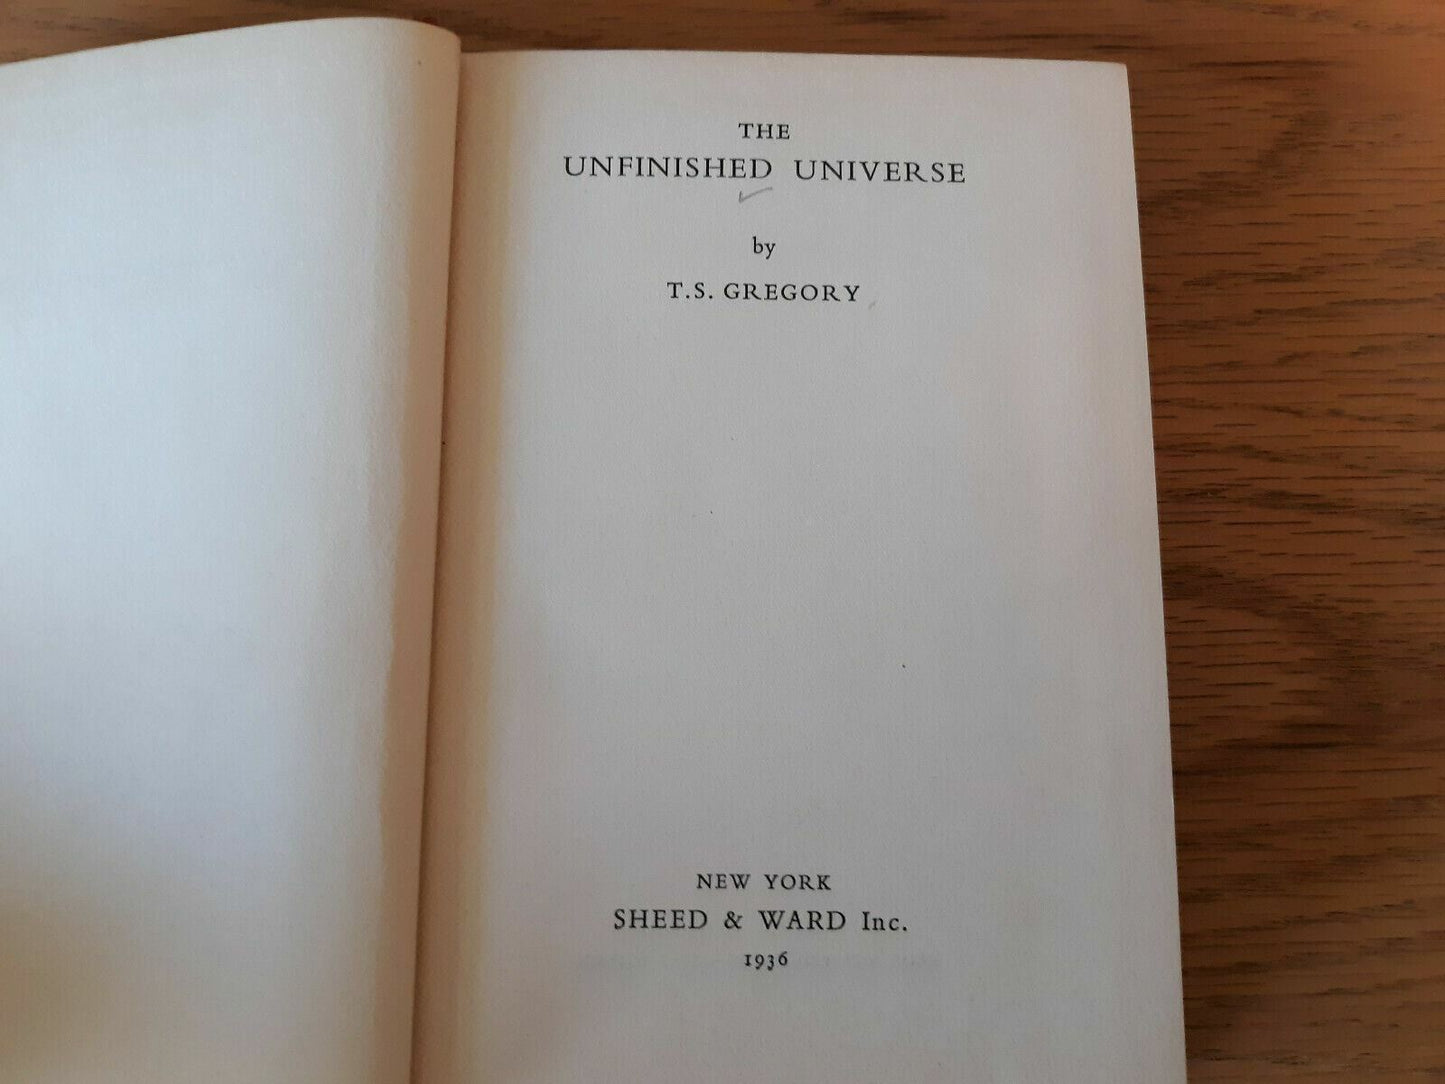 THE
UNFINISHED UNIVERSE
by
T.S. GREGORY
NEW YORK
SHEED & WARD Inc.
1936